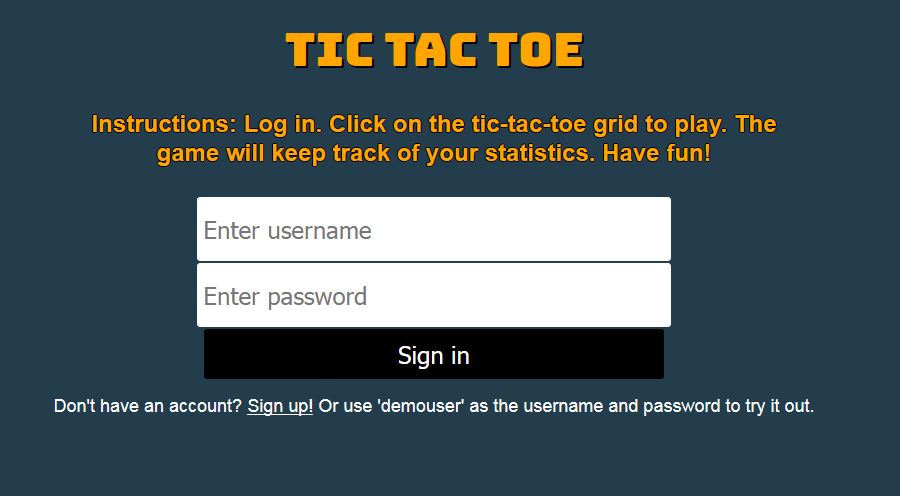 TIC TAC TOE
Instructions: Log in. Click on the tic-tac-toe grid to play. The
game will keep track of your statistics. Have fun!
Enter username
Enter password
Sign in
Don't have an account? Sign up! Or use 'demouser' as the username and password to try it out.